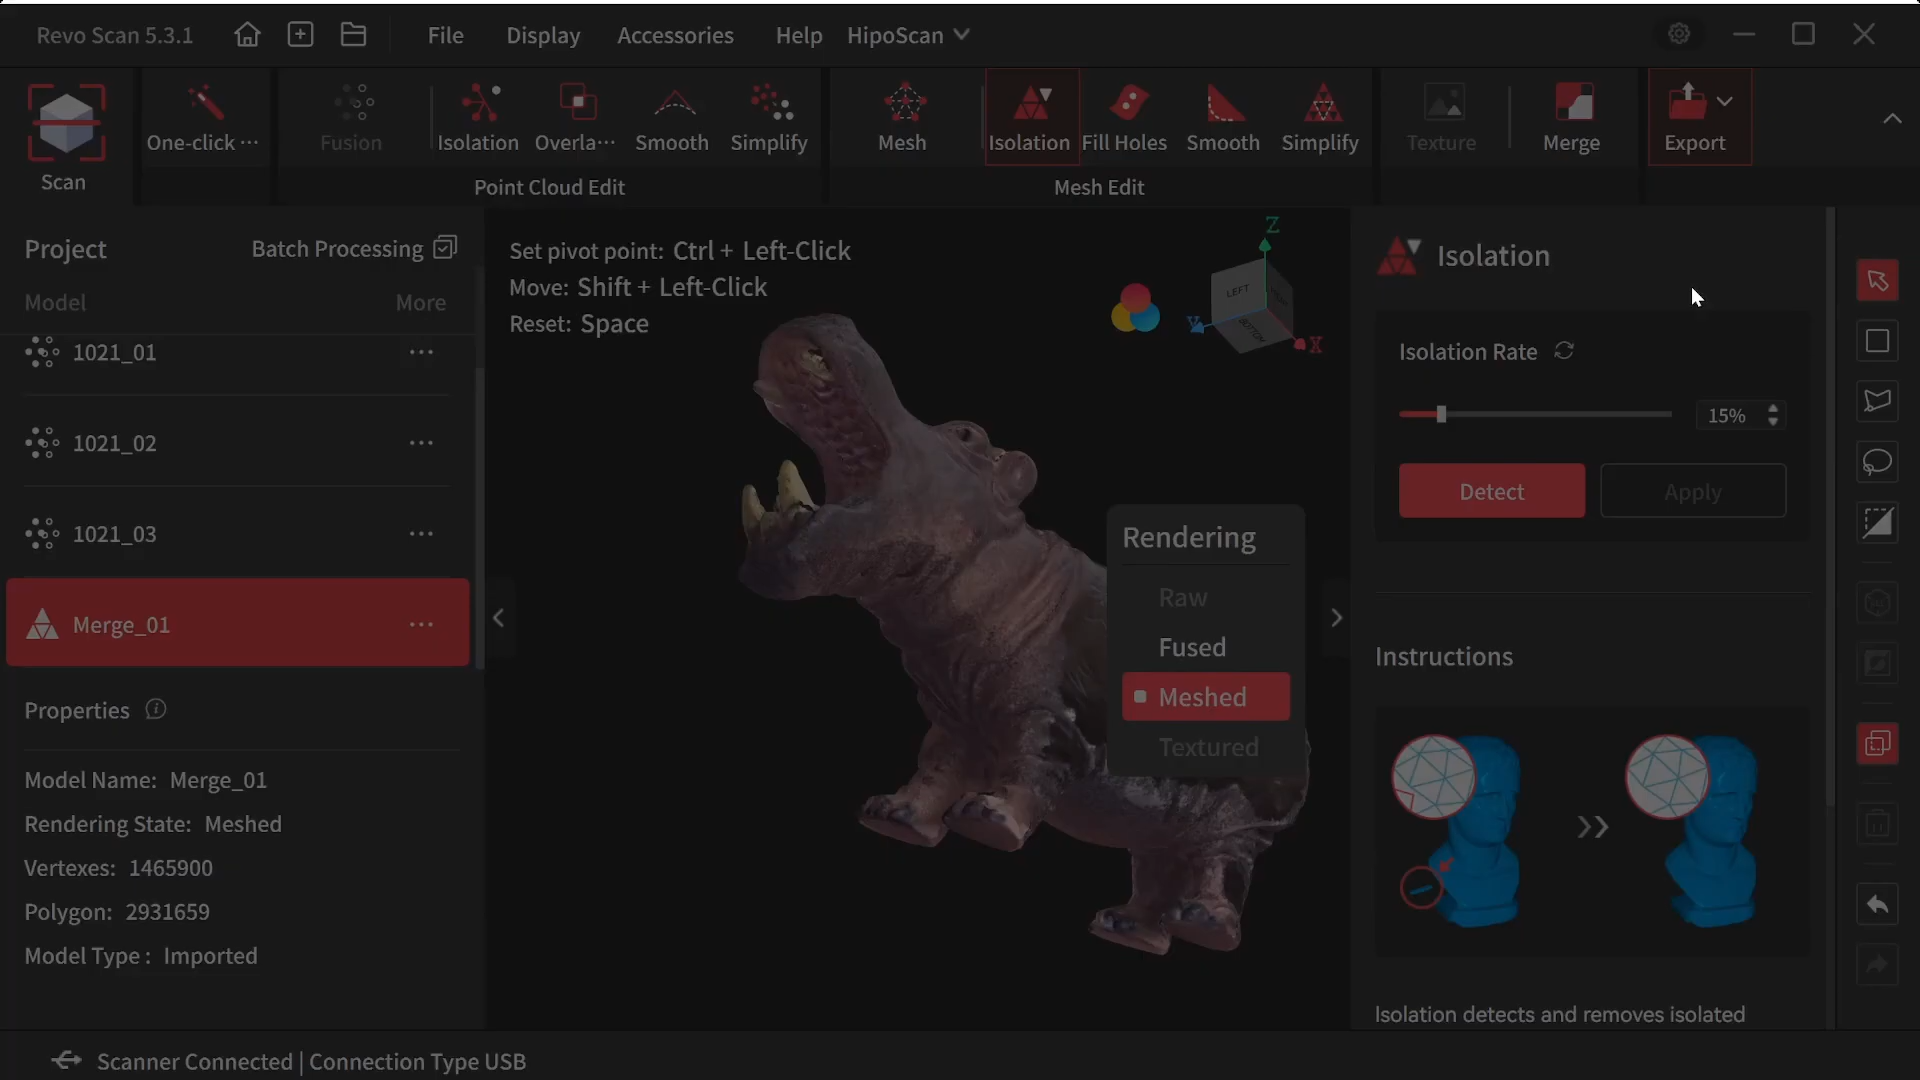 Revo Scan 5.3.1
File
Display
Accessories
Help
HipoScan
Scan
One-click ···
Fusion
Isolation
Overla···
Smooth
Simplify
Point Cloud Edit
Mesh
Isolation
Fill Holes
Smooth
Simplify
Mesh Edit
Texture
Merge
Export
Project
Batch Processing
Model
More
1021_01
1021_02
1021_03
Merge_01
Properties
Model Name: Merge_01
Rendering State: Meshed
Vertexes: 1465900
Polygon: 2931659
Model Type : Imported
Set pivot point: Ctrl + Left-Click
Move: Shift + Left-Click
Reset: Space
Z
LEFT
BOTTOM
Y
X
Rendering
Raw
Fused
Meshed
Textured
Isolation
Isolation Rate
15%
Detect
Apply
Instructions
Isolation detects and removes isolated
Scanner Connected | Connection Type USB